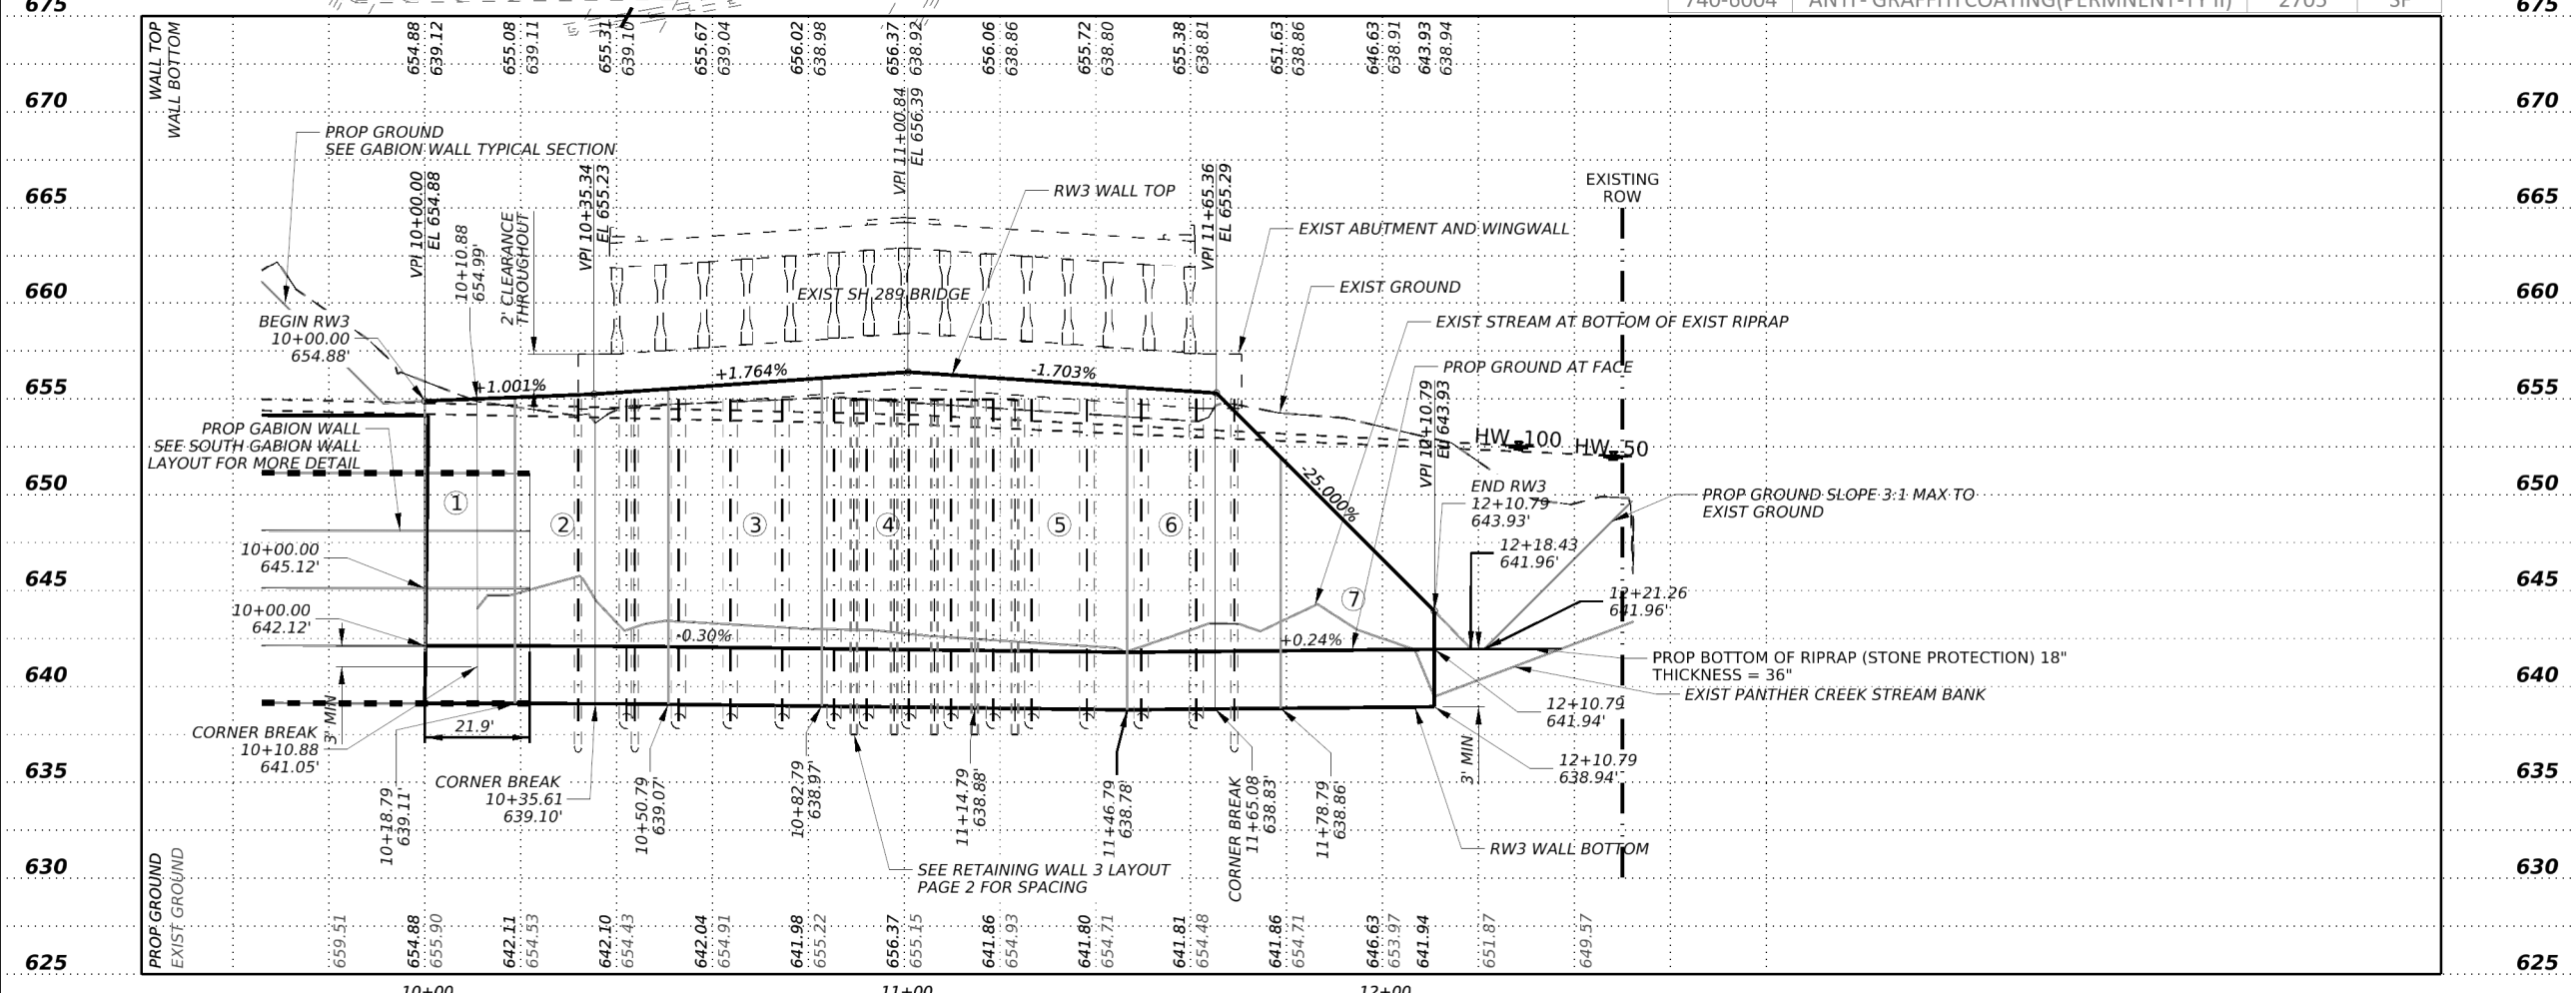 675
740-6004 ANTI-GRAFFITI COATING(PERMNENT-TY II) 2705 SF
675
WALL TOP
WALL BOTTOM
654.88
639.12
655.08
639.11
655.31
639.10
655.67
639.04
656.02
638.98
656.37
638.92
656.06
638.86
655.72
638.80
655.38
638.81
651.63
638.86
646.63
638.91
643.93
638.94
670
670
PROP GROUND
SEE GABION WALL TYPICAL SECTION
VPI 10+00.00
EL 654.88
10+10.88
654.99'
2' CLEARANCE
THROUGHOUT
VPI 10+35.34
EL 655.23
VPI 11+00.84
EL 656.39
RW3 WALL TOP
VPI 11+65.36
EL 655.29
EXISTING
ROW
665
665
EXIST ABUTMENT AND WINGWALL
EXIST GROUND
660
660
EXIST SH 289 BRIDGE
EXIST STREAM AT BOTTOM OF EXIST RIPRAP
BEGIN RW3
10+00.00
654.88'
PROP GROUND AT FACE
655
655
+1.001%
+1.764%
-1.703%
-25.000%
VPI 12+10.79
EL 643.93
PROP GABION WALL
SEE SOUTH GABION WALL
LAYOUT FOR MORE DETAIL
HW 100
HW 50
650
650
END RW3
12+10.79
643.93'
PROP GROUND SLOPE 3:1 MAX TO
EXIST GROUND
1
2
3
4
5
6
7
10+00.00
645.12'
12+18.43
641.96'
645
645
12+21.26
641.96'
10+00.00
642.12'
-0.30%
+0.24%
PROP BOTTOM OF RIPRAP (STONE PROTECTION) 18"
THICKNESS = 36"
640
640
EXIST PANTHER CREEK STREAM BANK
3' MIN
21.9'
12+10.79
641.94'
CORNER BREAK
10+10.88
641.05'
3' MIN
12+10.79
638.94'
635
635
10+18.79
639.11'
CORNER BREAK
10+35.61
639.10'
10+50.79
639.07'
10+82.79
638.97'
11+14.79
638.88'
11+46.79
638.78'
CORNER BREAK
11+65.08
638.83'
11+78.79
638.86'
RW3 WALL BOTTOM
630
630
SEE RETAINING WALL 3 LAYOUT
PAGE 2 FOR SPACING
PROP GROUND
EXIST GROUND
659.51
654.88
655.90
642.11
654.53
642.10
654.43
642.04
654.91
641.98
655.22
656.37
655.15
641.86
654.93
641.80
654.71
641.81
654.48
641.86
654.71
646.63
653.97
641.94
651.87
649.57
625
625
10+00
11+00
12+00